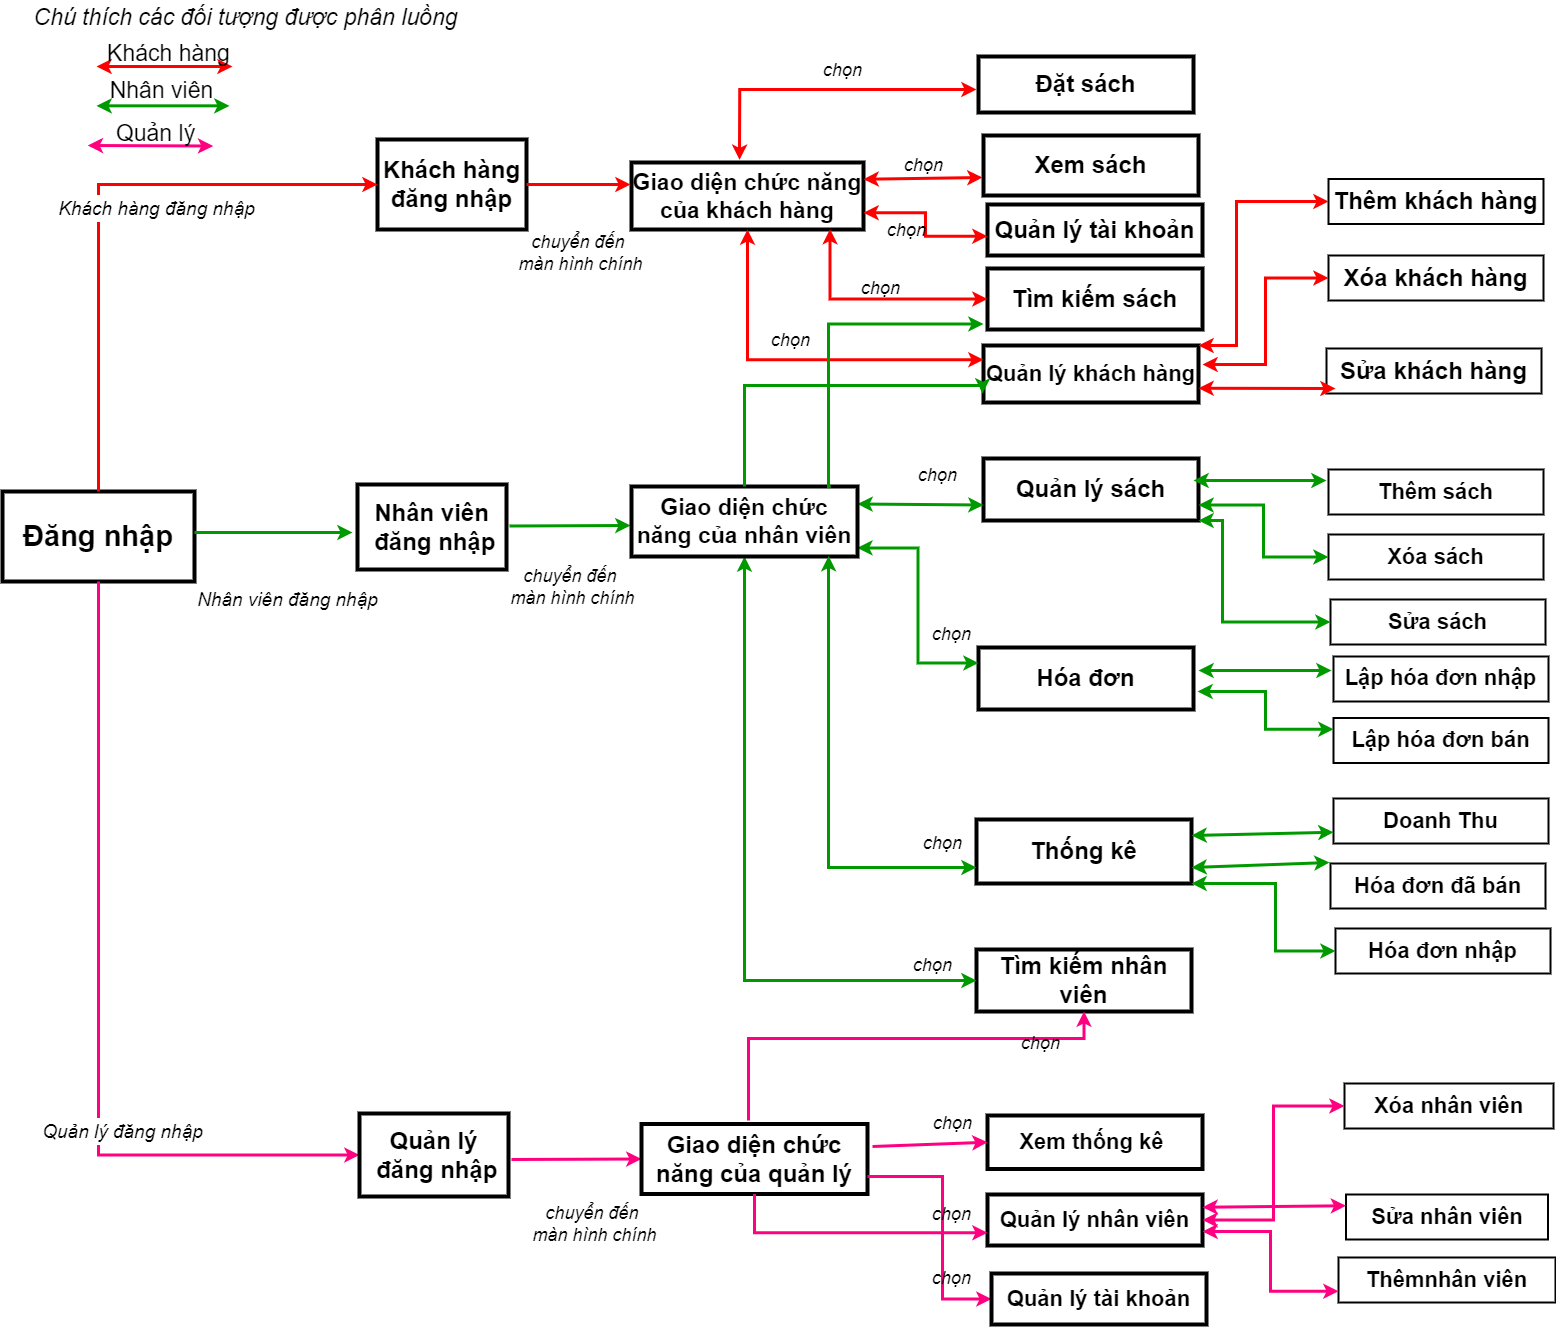 Chú thích các đối tượng được phân luồng
Khách hàng
Nhân viên
Quản lý
Khách hàng đăng nhập
Khách hàng
đăng nhập
chuyển đến
màn hình chính
Giao diện chức năng
của khách hàng
chọn
Đặt sách
chọn
Xem sách
chọn
Quản lý tài khoản
chọn
Tìm kiếm sách
chọn
Quản lý khách hàng
Thêm khách hàng
Xóa khách hàng
Sửa khách hàng
Đăng nhập
Nhân viên đăng nhập
Nhân viên
đăng nhập
chuyển đến
màn hình chính
Giao diện chức
năng của nhân viên
chọn
Quản lý sách
Thêm sách
Xóa sách
Sửa sách
chọn
Hóa đơn
Lập hóa đơn nhập
Lập hóa đơn bán
chọn
Thống kê
Doanh Thu
Hóa đơn đã bán
Hóa đơn nhập
chọn
Tìm kiếm nhân
viên
chọn
Quản lý đăng nhập
Quản lý
đăng nhập
chuyển đến
màn hình chính
Giao diện chức
năng của quản lý
chọn
Xem thống kê
chọn
Quản lý nhân viên
chọn
Quản lý tài khoản
Xóa nhân viên
Sửa nhân viên
Thêmnhân viên